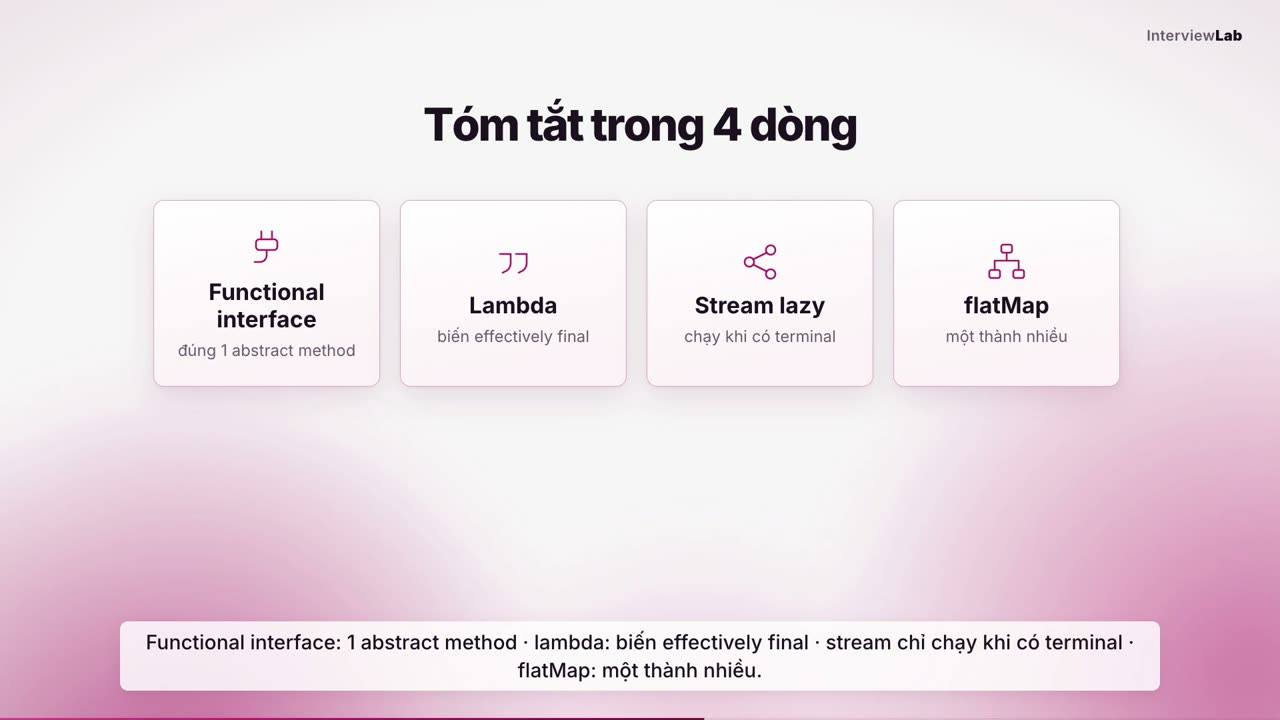 InterviewLab
Tóm tắt trong 4 dòng
Functional
interface
đúng 1 abstract method
Lambda
biến effectively final
Stream lazy
chạy khi có terminal
flatMap
một thành nhiều
Functional interface: 1 abstract method · lambda: biến effectively final · stream chỉ chạy khi có terminal ·
flatMap: một thành nhiều.